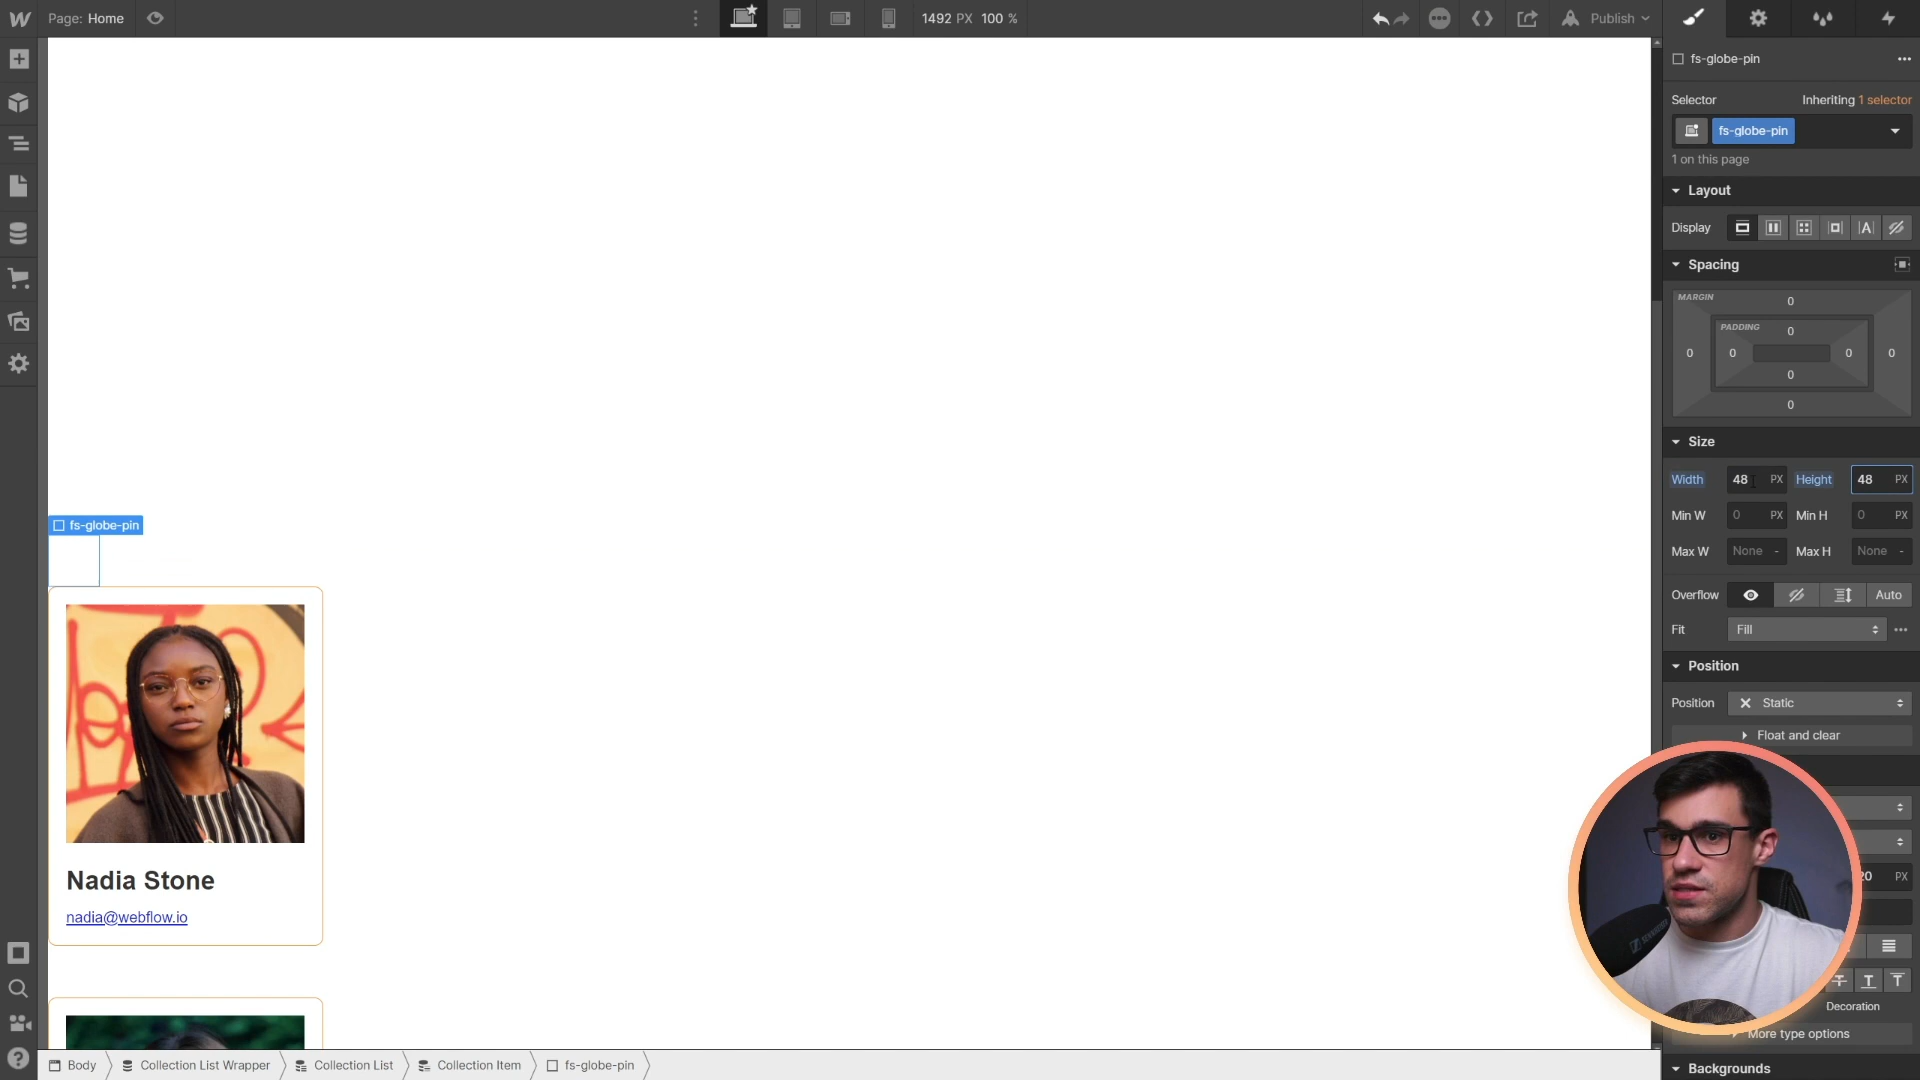 Page: Home
1492 PX 100 %
Publish
fs-globe-pin
Selector
Inheriting 1 selector
fs-globe-pin
1 on this page
Layout
Display
Spacing
MARGIN
0
PADDING
0
0 0 0 0
0
0
Size
Width 48 PX Height 48 PX
Min W 0 PX Min H 0 PX
Max W None - Max H None -
Overflow Auto
Fit Fill
Position
Position Static
Float and clear
PX
Decoration
More type options
Backgrounds
fs-globe-pin
Nadia Stone
nadia@webflow.io
Body Collection List Wrapper Collection List Collection Item fs-globe-pin